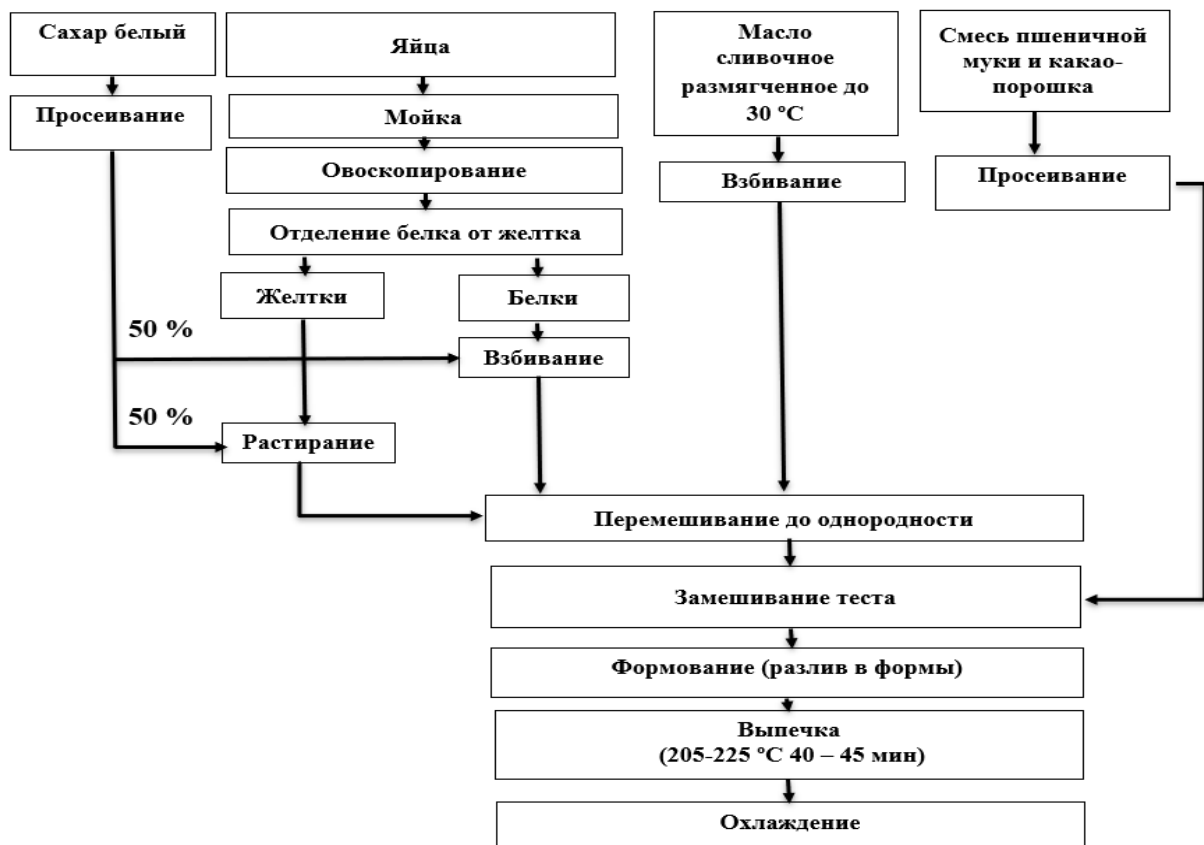 Сахар белый
Яйца
Масло
сливочное
размягченное до
30 ºС
Смесь пшеничной
муки и какао-
порошка
Просеивание
Мойка
Овоскопирование
Взбивание
Просеивание
Отделение белка от желтка
Желтки
Белки
50 %
Взбивание
50 %
Растирание
Перемешивание до однородности
Замешивание теста
Формование (разлив в формы)
Выпечка
(205-225 ºС 40 – 45 мин)
Охлаждение